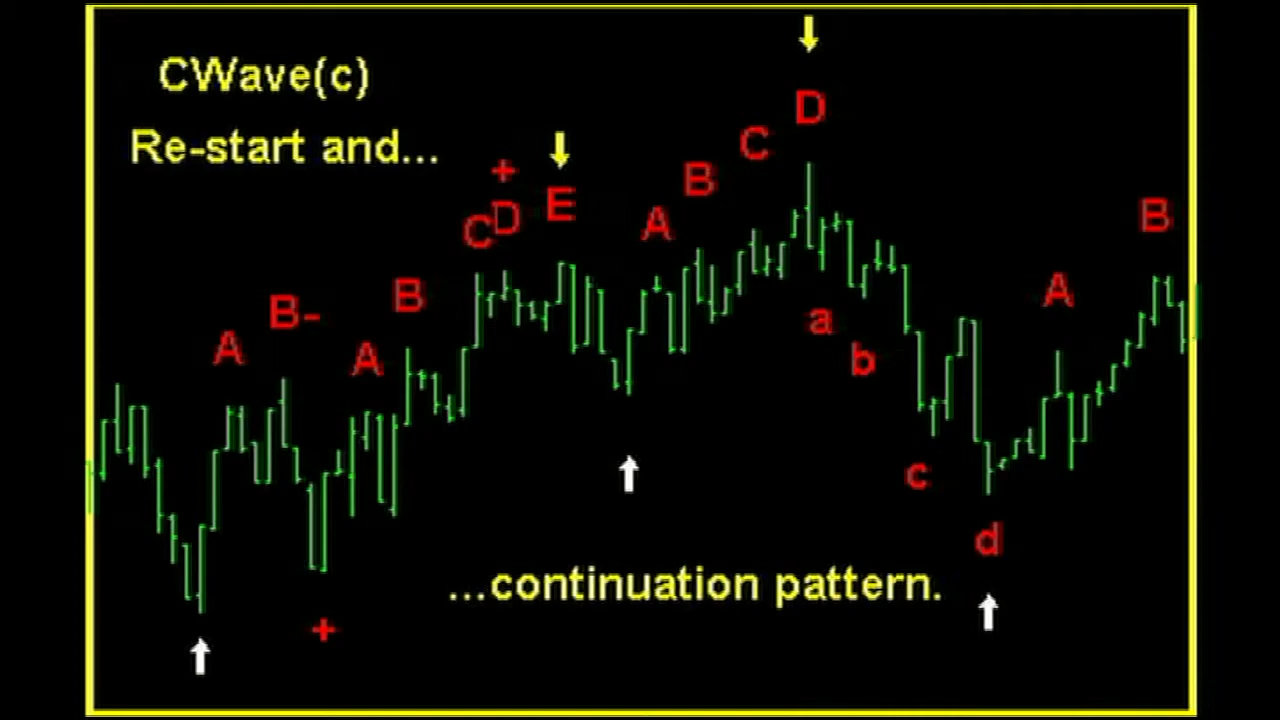 CWave(c)
Re-start and...
D
C
B
+
C D E
A
B
B-
B
A
A
A
a
b
c
d
+
...continuation pattern.